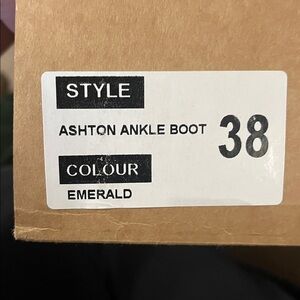 STYLE
ASHTON ANKLE BOOT 38
COLOUR
EMERALD